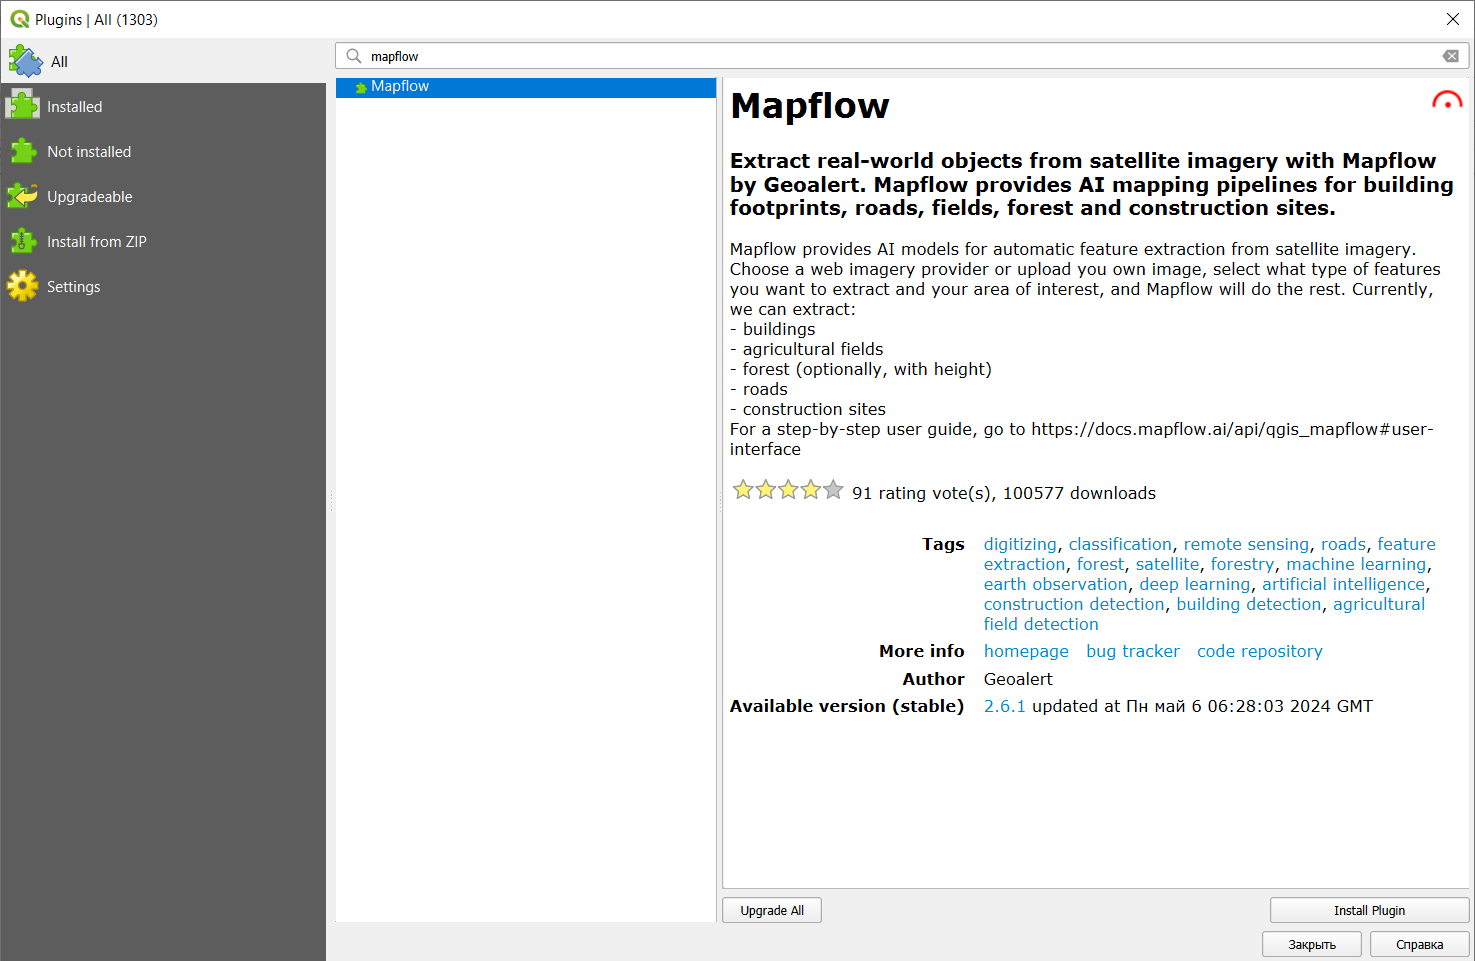 Plugins | All (1303)
All
Installed
Not installed
Upgradeable
Install from ZIP
Settings
mapflow
Mapflow
Mapflow
Extract real-world objects from satellite imagery with Mapflow
by Geoalert. Mapflow provides AI mapping pipelines for building
footprints, roads, fields, forest and construction sites.
Mapflow provides AI models for automatic feature extraction from satellite imagery.
Choose a web imagery provider or upload you own image, select what type of features
you want to extract and your area of interest, and Mapflow will do the rest. Currently,
we can extract:
- buildings
- agricultural fields
- forest (optionally, with height)
- roads
- construction sites
For a step-by-step user guide, go to https://docs.mapflow.ai/api/qgis_mapflow#user-
interface
91 rating vote(s), 100577 downloads
Tags digitizing, classification, remote sensing, roads, feature
extraction, forest, satellite, forestry, machine learning,
earth observation, deep learning, artificial intelligence,
construction detection, building detection, agricultural
field detection
More info homepage bug tracker code repository
Author Geoalert
Available version (stable) 2.6.1 updated at Пн май 6 06:28:03 2024 GMT
Upgrade All
Install Plugin
Закрыть
Справка